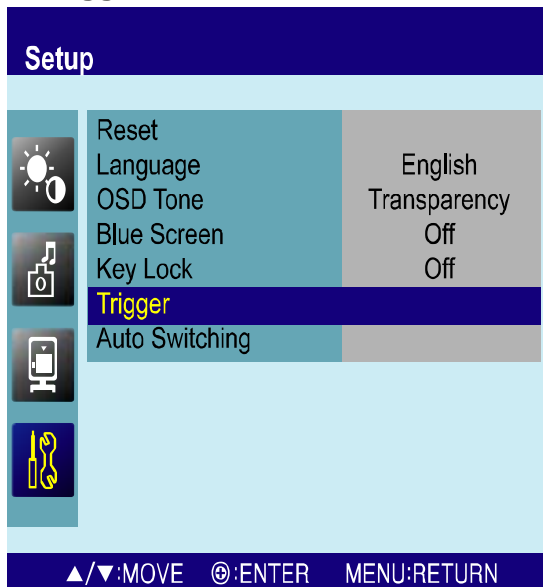 Setup
Reset
Language English
OSD Tone Transparency
Blue Screen Off
Key Lock Off
Trigger
Auto Switching
▲/▼:MOVE ⊕:ENTER MENU:RETURN